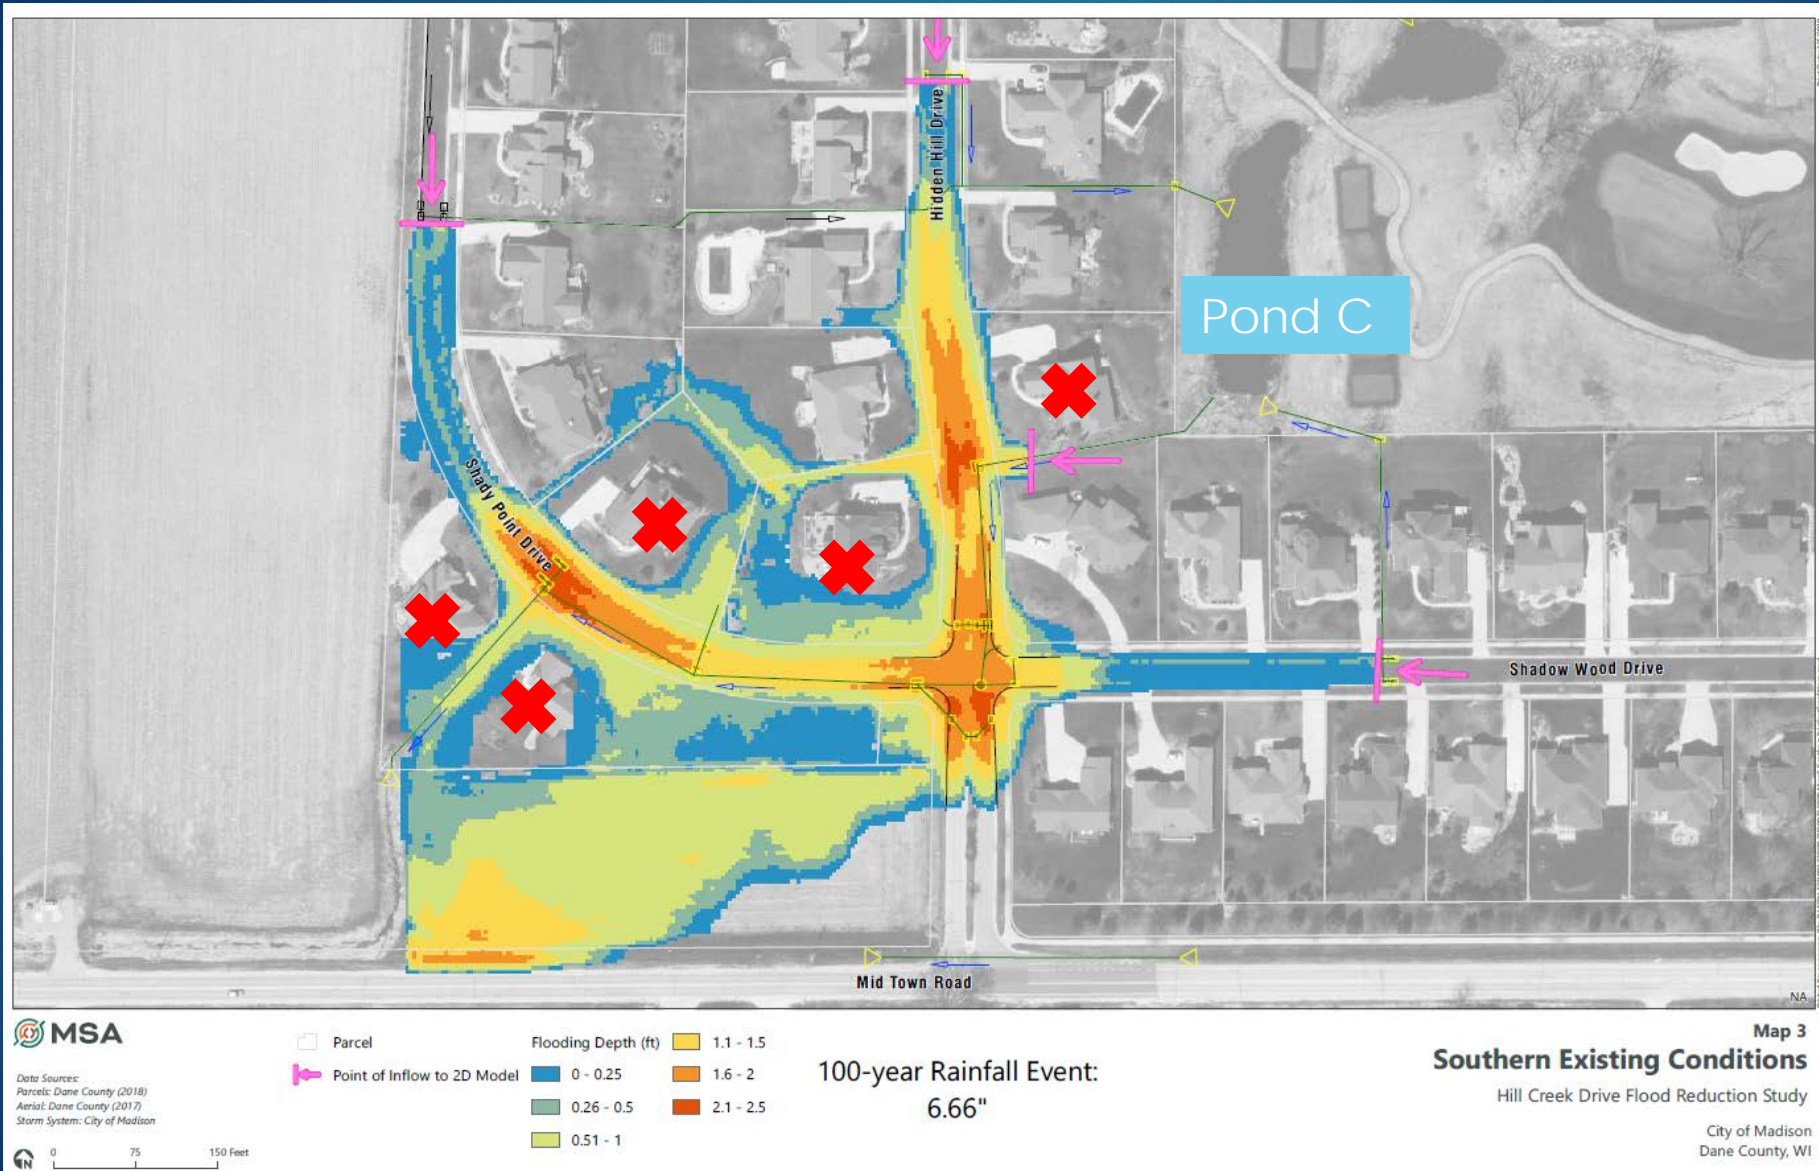 Hidden Hill Drive
Pond C
Shady Point Drive
Shadow Wood Drive
Mid Town Road
NA
MSA
Data Sources:
Parcels: Dane County (2018)
Aerial: Dane County (2017)
Storm System: City of Madison
N
0 75 150 Feet
Parcel
Point of Inflow to 2D Model
Flooding Depth (ft)
0 - 0.25
0.26 - 0.5
0.51 - 1
1.1 - 1.5
1.6 - 2
2.1 - 2.5
100-year Rainfall Event:
6.66"
Map 3
Southern Existing Conditions
Hill Creek Drive Flood Reduction Study
City of Madison
Dane County, WI